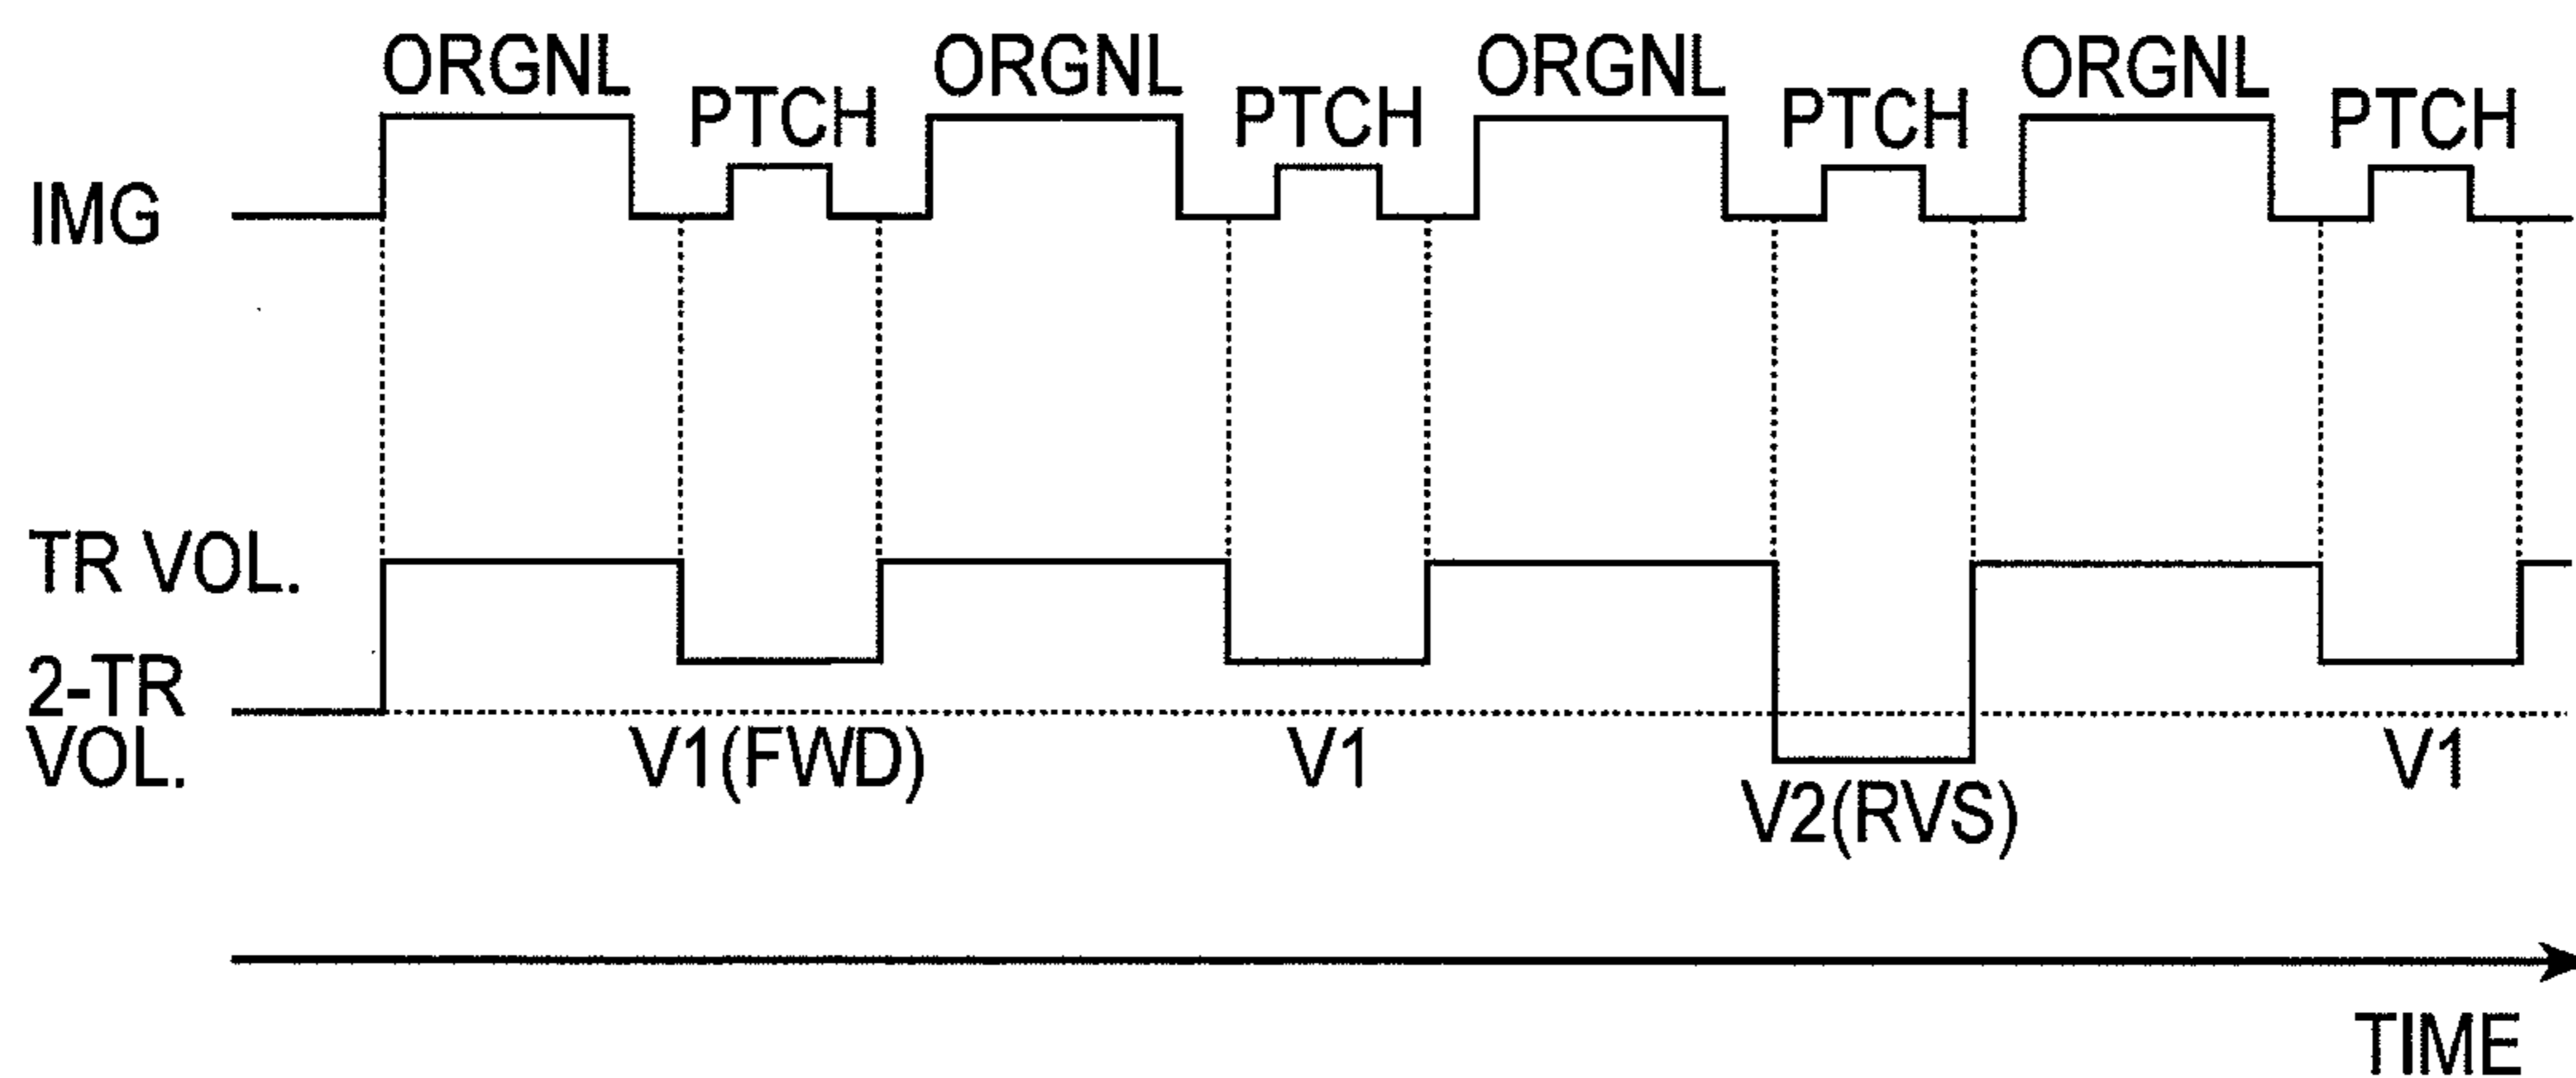 ORGNL ORGNL ORGNL ORGNL
PTCH PTCH PTCH PTCH
IMG
TR VOL.
2-TR
VOL.
V1(FWD) V1 V1
V2(RVS)
TIME